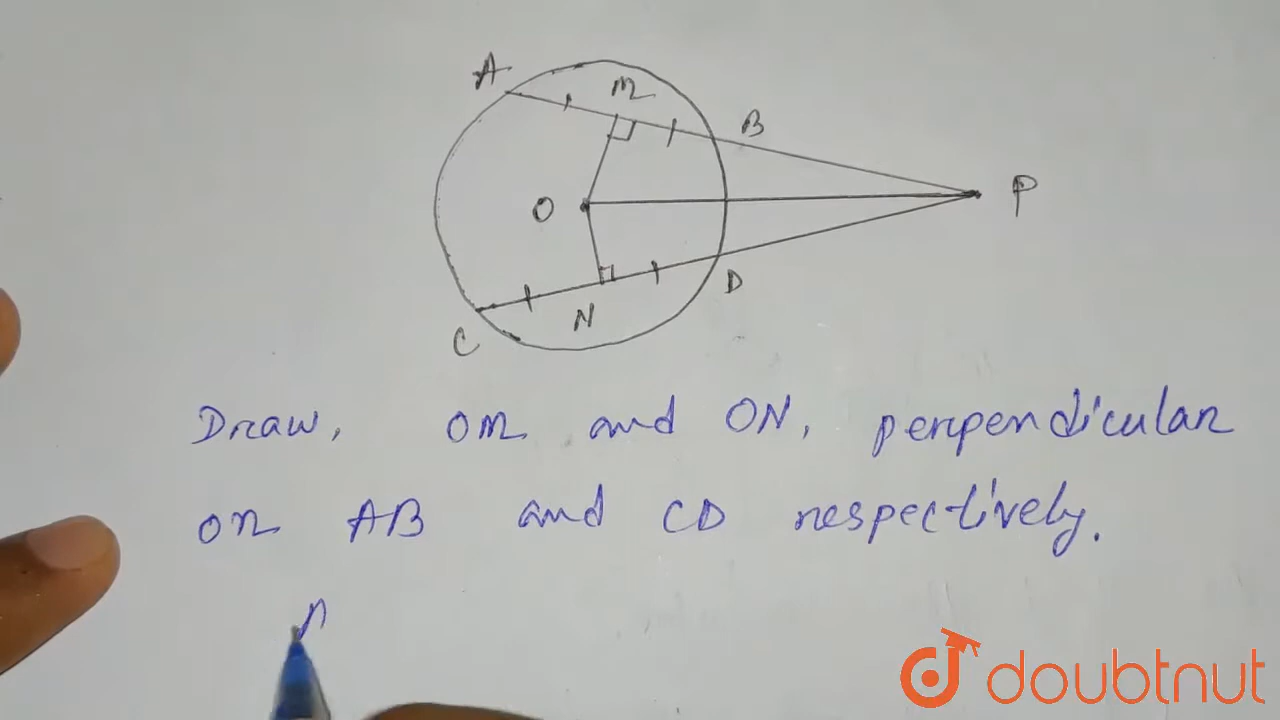 A
M
B
O
P
D
N
C
Draw, OM and ON, perpendicular
on AB and CD respectively.
doubtnut